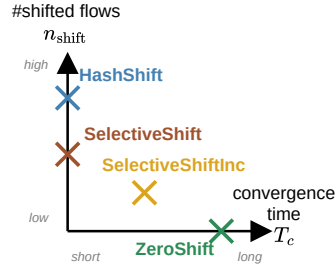 #shifted flows
n_shift
high
HashShift
SelectiveShift
SelectiveShiftInc
convergence
time
low
T_c
short
ZeroShift
long